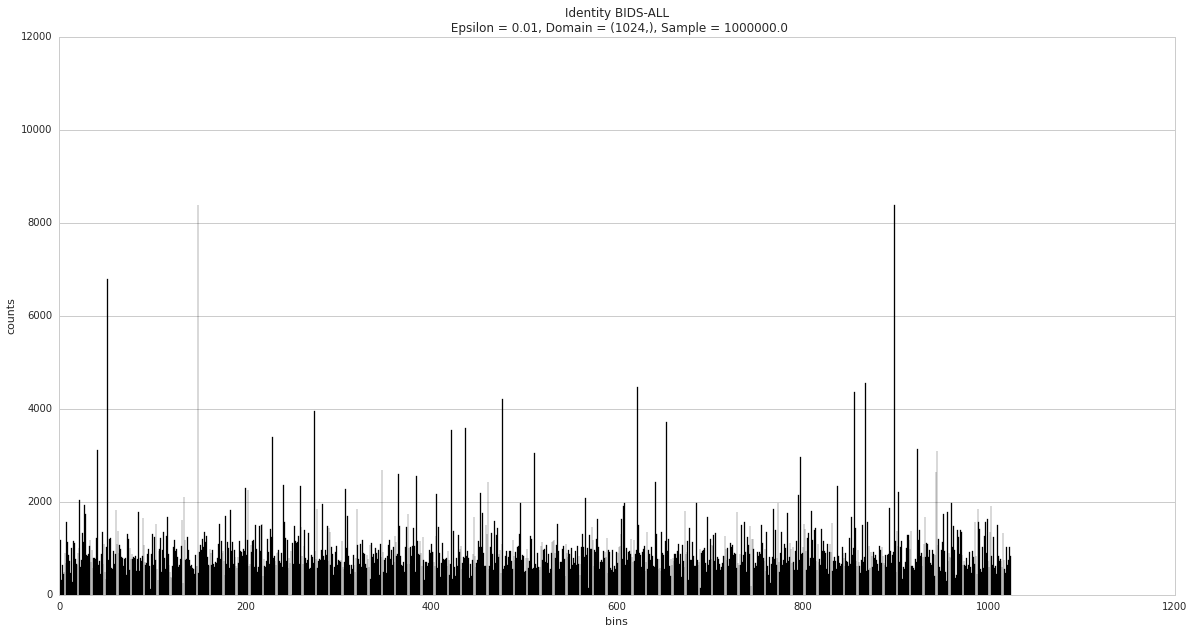 Identity BIDS-ALL
Epsilon = 0.01, Domain = (1024,), Sample = 1000000.0
12000
10000
8000
6000
4000
2000
0
counts
0 200 400 600 800 1000 1200
bins